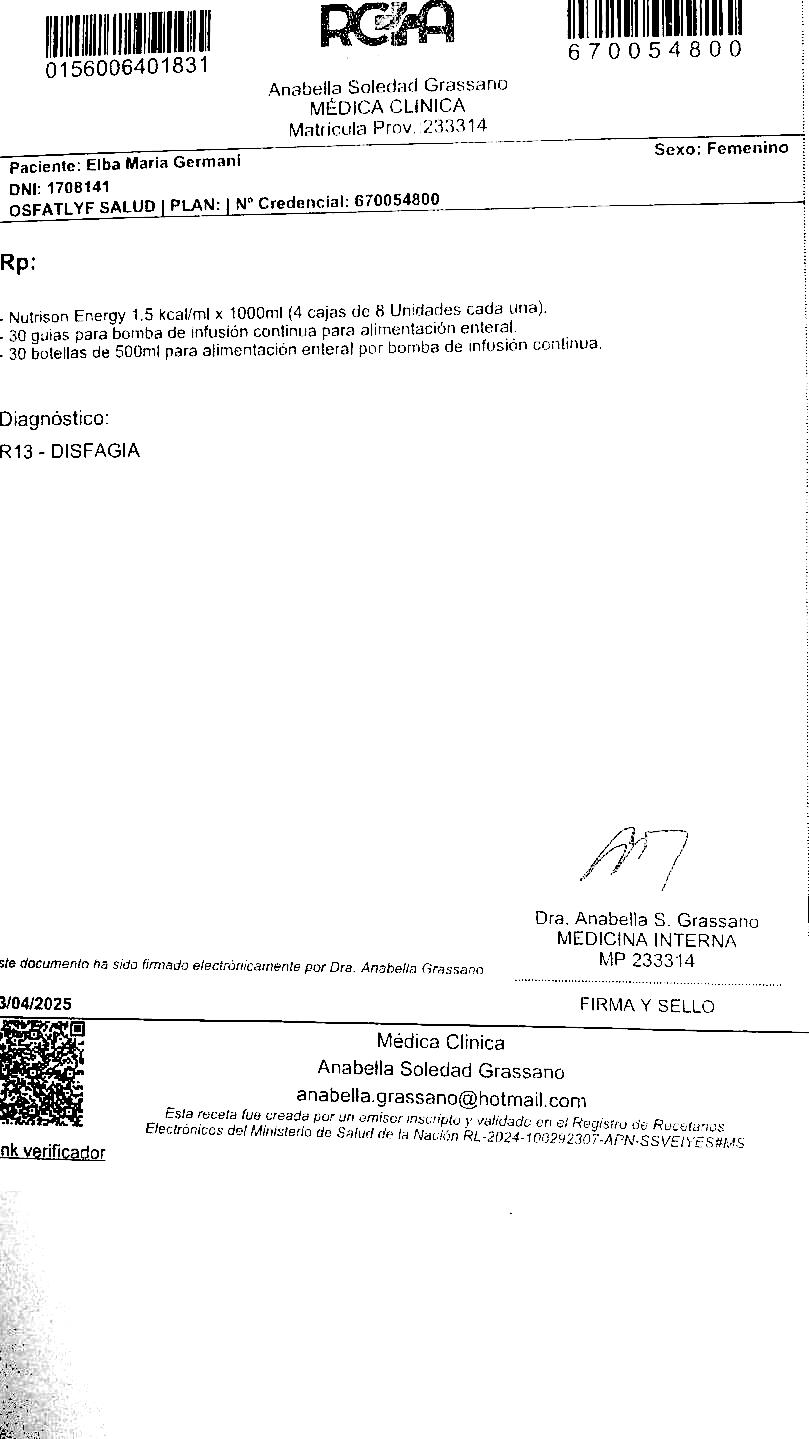 0156006401831
RCTA
670054800
Anabella Soledad Grassano
MÉDICA CLINICA
Matricula Prov. 233314
Paciente: Elba Maria Germani
Sexo: Femenino
DNI: 1708141
OSFATLYF SALUD | PLAN: | Nº Credencial: 670054800
Rp:
- Nutrison Energy 1.5 kcal/ml x 1000ml (4 cajas de 8 Unidades cada una).
- 30 guias para bomba de infusión continua para alimentación enteral.
- 30 botellas de 500ml para alimentación enteral por bomba de infusión continua.
Diagnóstico:
R13 - DISFAGIA
Dra. Anabella S. Grassano
MEDICINA INTERNA
MP 233314
ste documento ha sido firmado electrónicamente por Dra. Anabella Grassano
FIRMA Y SELLO
3/04/2025
Médica Clinica
Anabella Soledad Grassano
anabella.grassano@hotmail.com
Esta receta fue creada por un emisor inscripto y validado en el Registro de Recetarios
Electrónicos del Ministerio de Salud de la Nación RL-2024-100292307-APN-SSVEIYES#MS
nk verificador